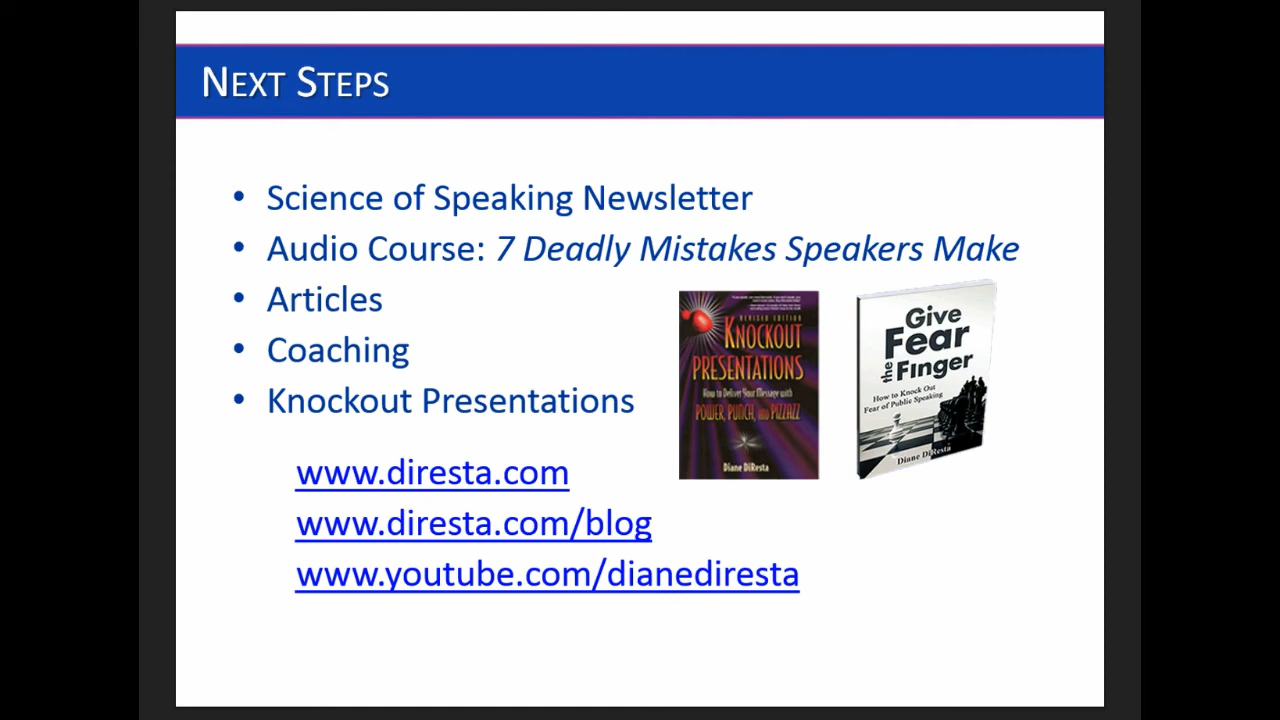 NEXT STEPS
• Science of Speaking Newsletter
• Audio Course: 7 Deadly Mistakes Speakers Make
• Articles
• Coaching
• Knockout Presentations
www.diresta.com
www.diresta.com/blog
www.youtube.com/dianediresta
REVISED EDITION
KNOCKOUT
PRESENTATIONS
How to Deliver Your Message with
POWER, PUNCH, and PIZZAZZ
Diane DiResta
Give
Fear
the
Finger
How to Knock Out
Fear of Public Speaking
Diane DiResta